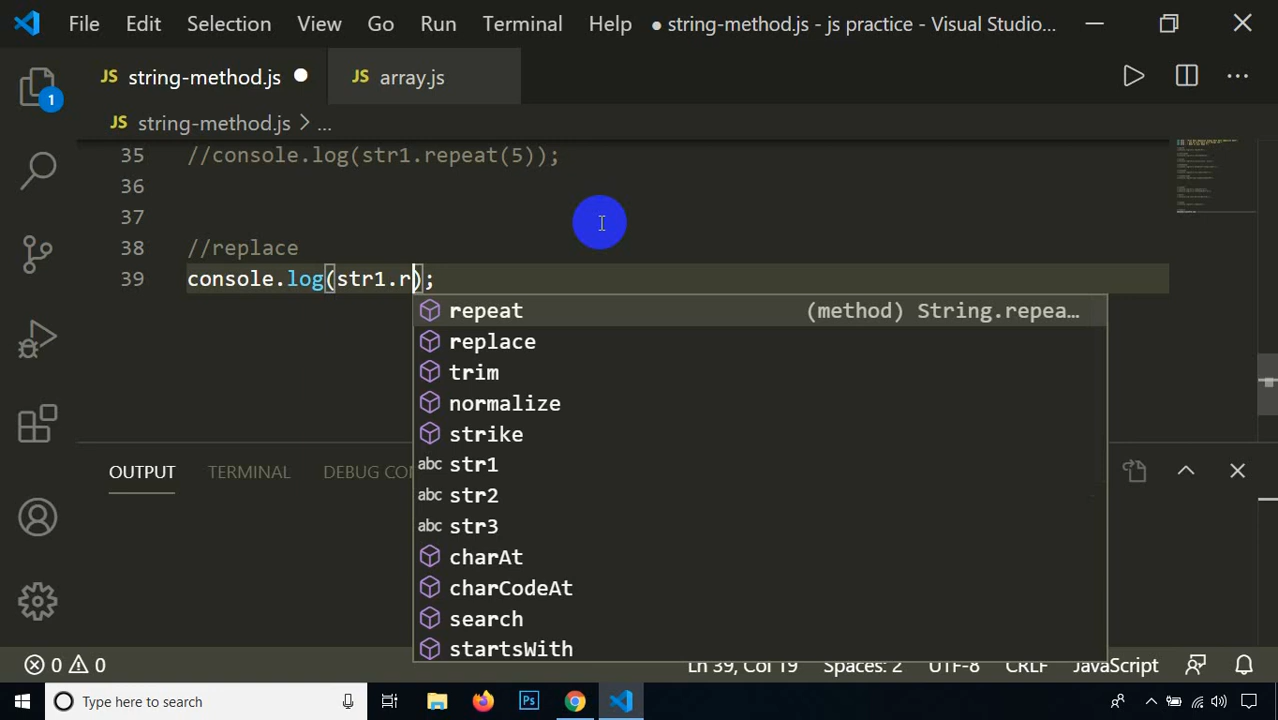 File Edit Selection View Go Run Terminal Help ● string-method.js - js practice - Visual Studio...
JS string-method.js JS array.js
JS string-method.js > ...
1
35 //console.log(str1.repeat(5));
36
37
38 //replace
39 console.log(str1.r);
repeat (method) String.repea...
replace
trim
normalize
strike
abc str1
abc str2
abc str3
charAt
charCodeAt
search
startsWith
OUTPUT TERMINAL DEBUG CON
0 0 Ln 39, Col 19 Spaces: 2 UTF-8 CRLF JavaScript
Type here to search Ps